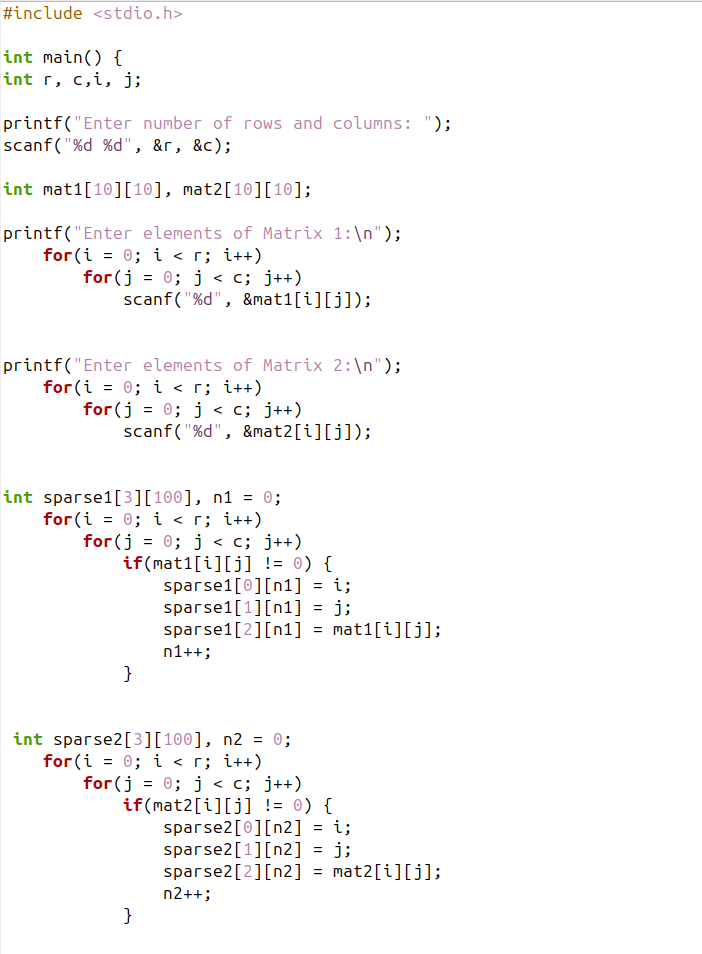 #include <stdio.h>

int main() {
int r, c,i, j;

printf("Enter number of rows and columns: ");
scanf("%d %d", &r, &c);

int mat1[10][10], mat2[10][10];

printf("Enter elements of Matrix 1:\n");
    for(i = 0; i < r; i++)
        for(j = 0; j < c; j++)
            scanf("%d", &mat1[i][j]);


printf("Enter elements of Matrix 2:\n");
    for(i = 0; i < r; i++)
        for(j = 0; j < c; j++)
            scanf("%d", &mat2[i][j]);


int sparse1[3][100], n1 = 0;
    for(i = 0; i < r; i++)
        for(j = 0; j < c; j++)
            if(mat1[i][j] != 0) {
                sparse1[0][n1] = i;
                sparse1[1][n1] = j;
                sparse1[2][n1] = mat1[i][j];
                n1++;
            }


 int sparse2[3][100], n2 = 0;
    for(i = 0; i < r; i++)
        for(j = 0; j < c; j++)
            if(mat2[i][j] != 0) {
                sparse2[0][n2] = i;
                sparse2[1][n2] = j;
                sparse2[2][n2] = mat2[i][j];
                n2++;
            }